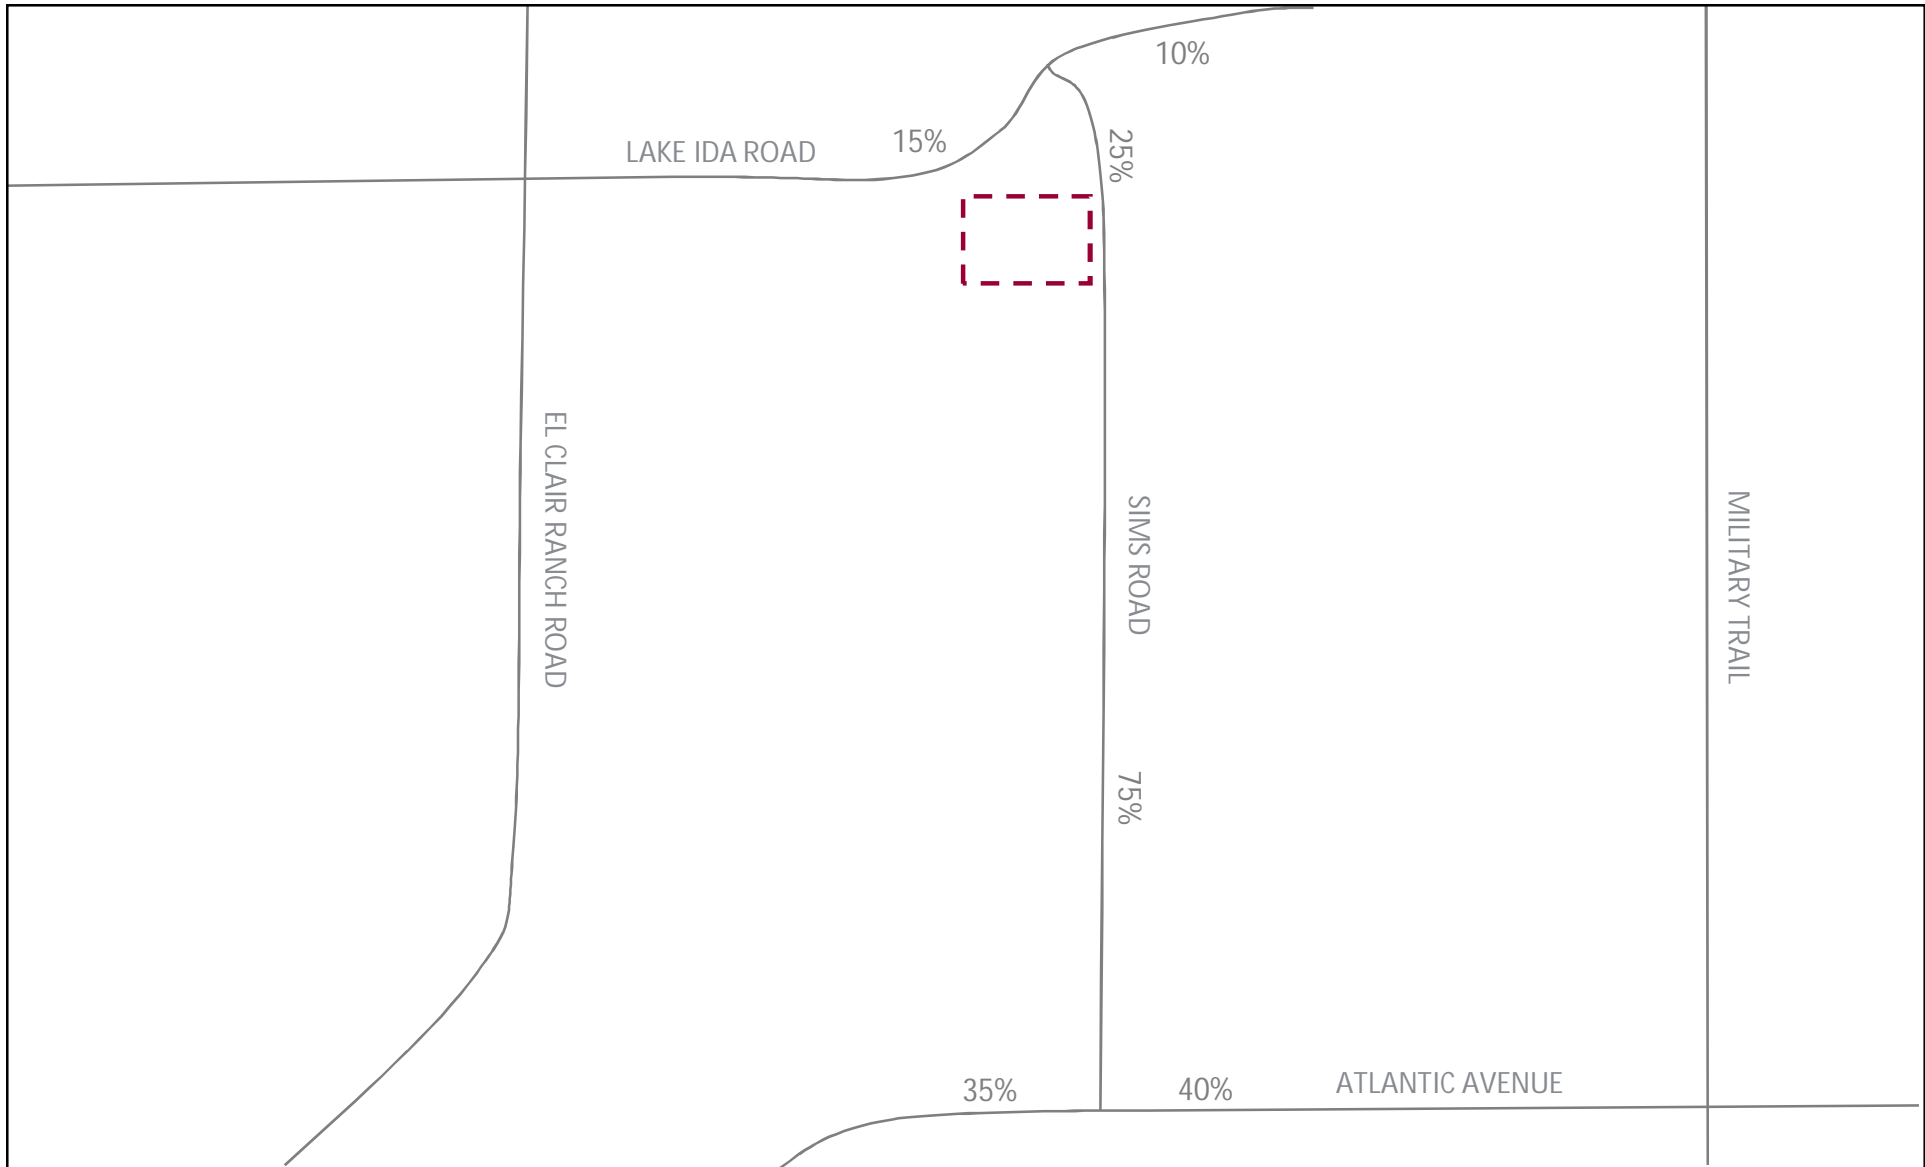 10%
15%
LAKE IDA ROAD
25%
EL CLAIR RANCH ROAD
SIMS ROAD
MILITARY TRAIL
75%
35%
40%
ATLANTIC AVENUE